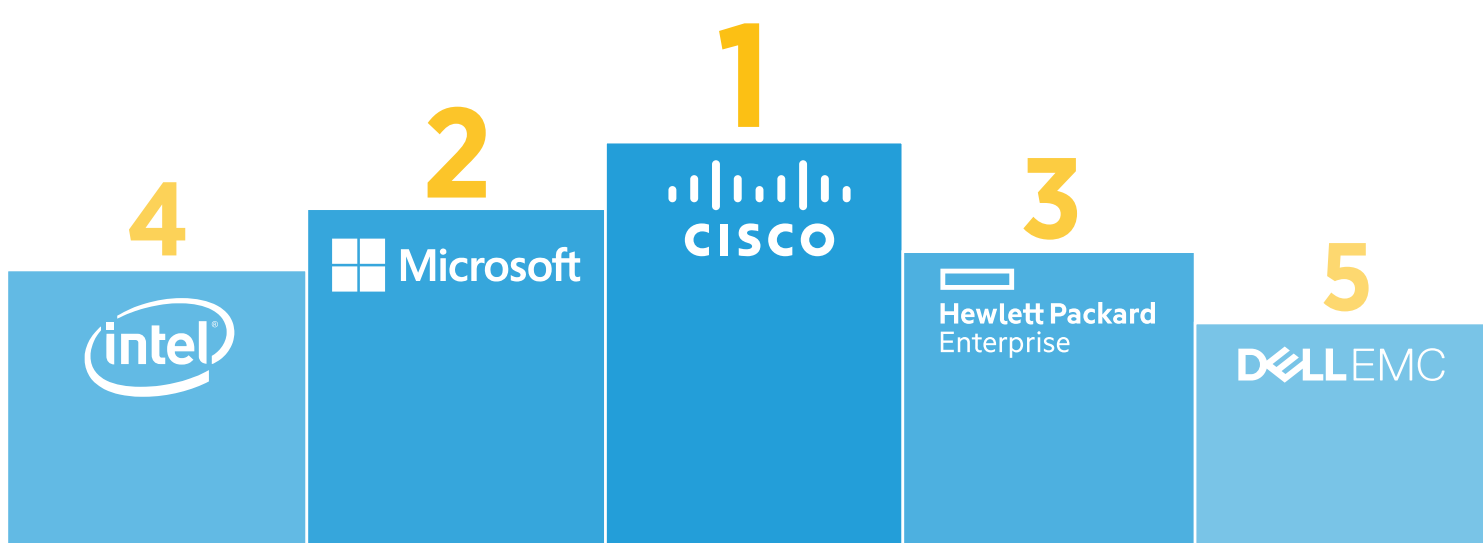 1
2
4
3
5
CISCO
Microsoft
intel®
Hewlett Packard
Enterprise
DELLEMC